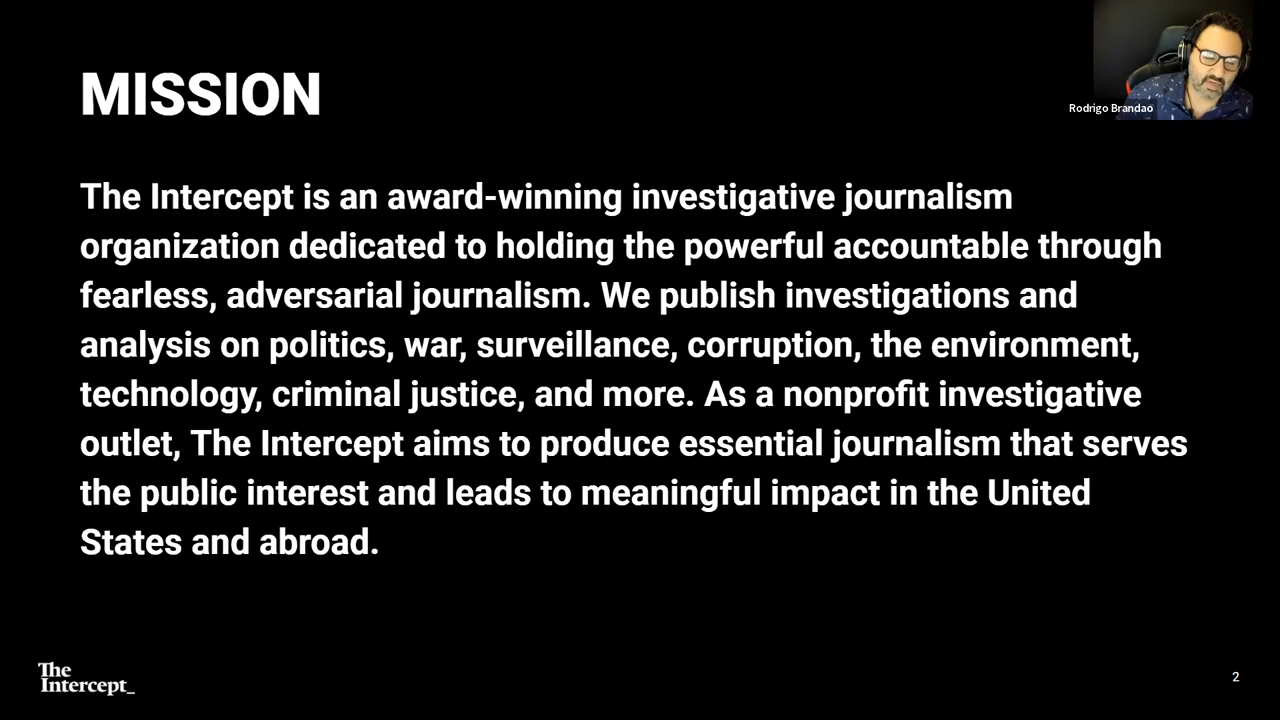 MISSION
Rodrigo Brandao
The Intercept is an award-winning investigative journalism
organization dedicated to holding the powerful accountable through
fearless, adversarial journalism. We publish investigations and
analysis on politics, war, surveillance, corruption, the environment,
technology, criminal justice, and more. As a nonprofit investigative
outlet, The Intercept aims to produce essential journalism that serves
the public interest and leads to meaningful impact in the United
States and abroad.
The
Intercept_
2